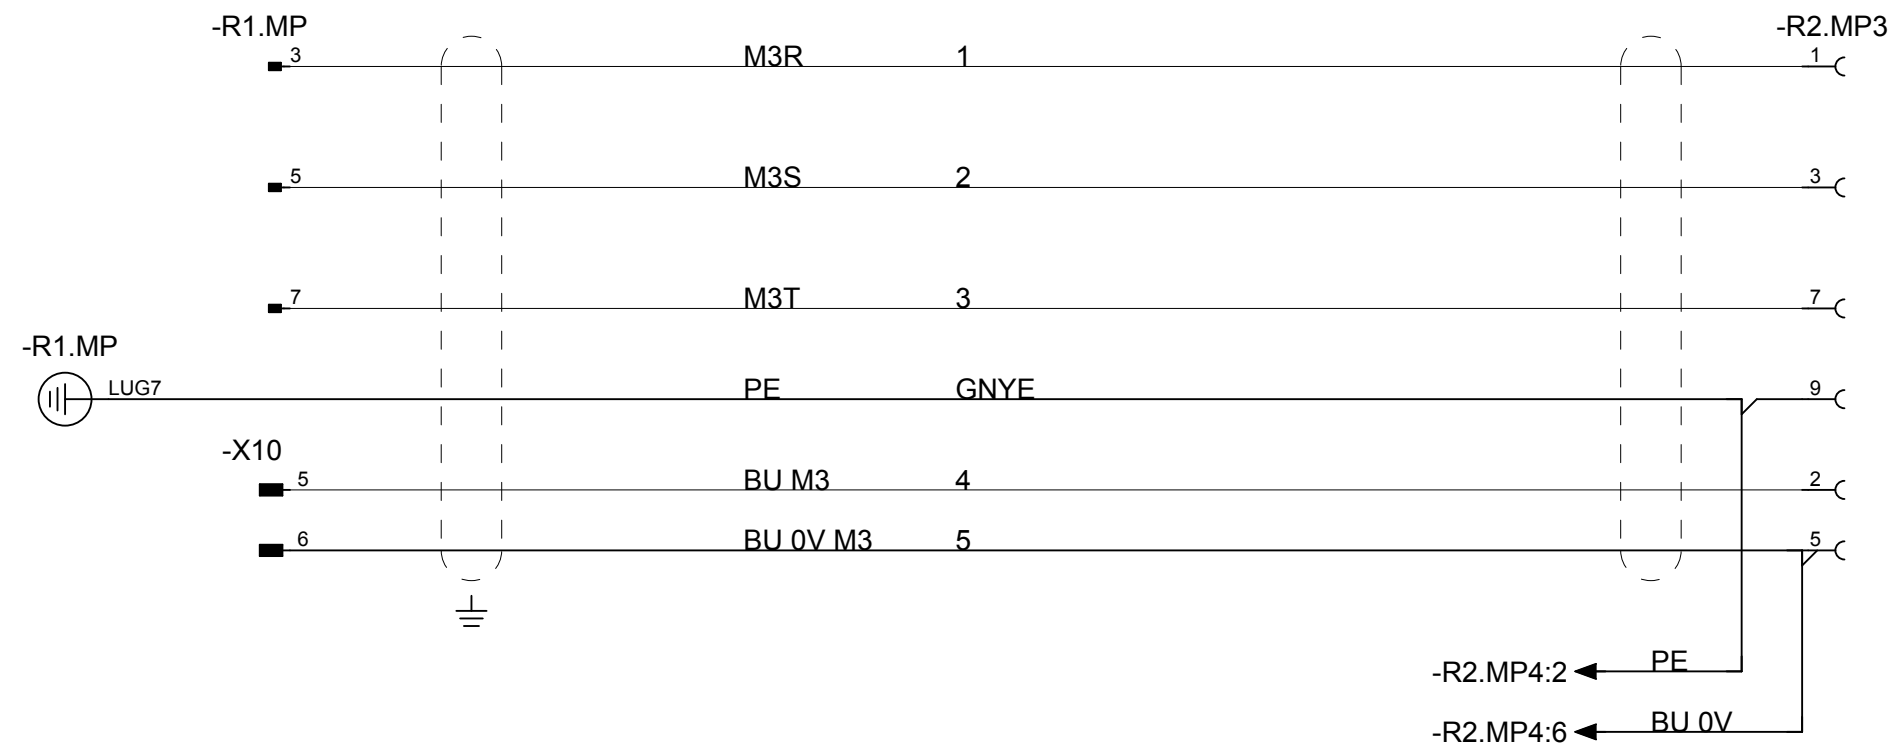 -R1.MP -R2.MP3
3 M3R 1 1
5 M3S 2 3
7 M3T 3 7
-R1.MP
LUG7 PE GNYE 9
-X10
5 BU M3 4 2
6 BU 0V M3 5 5
-R2.MP4:2 PE
-R2.MP4:6 BU 0V